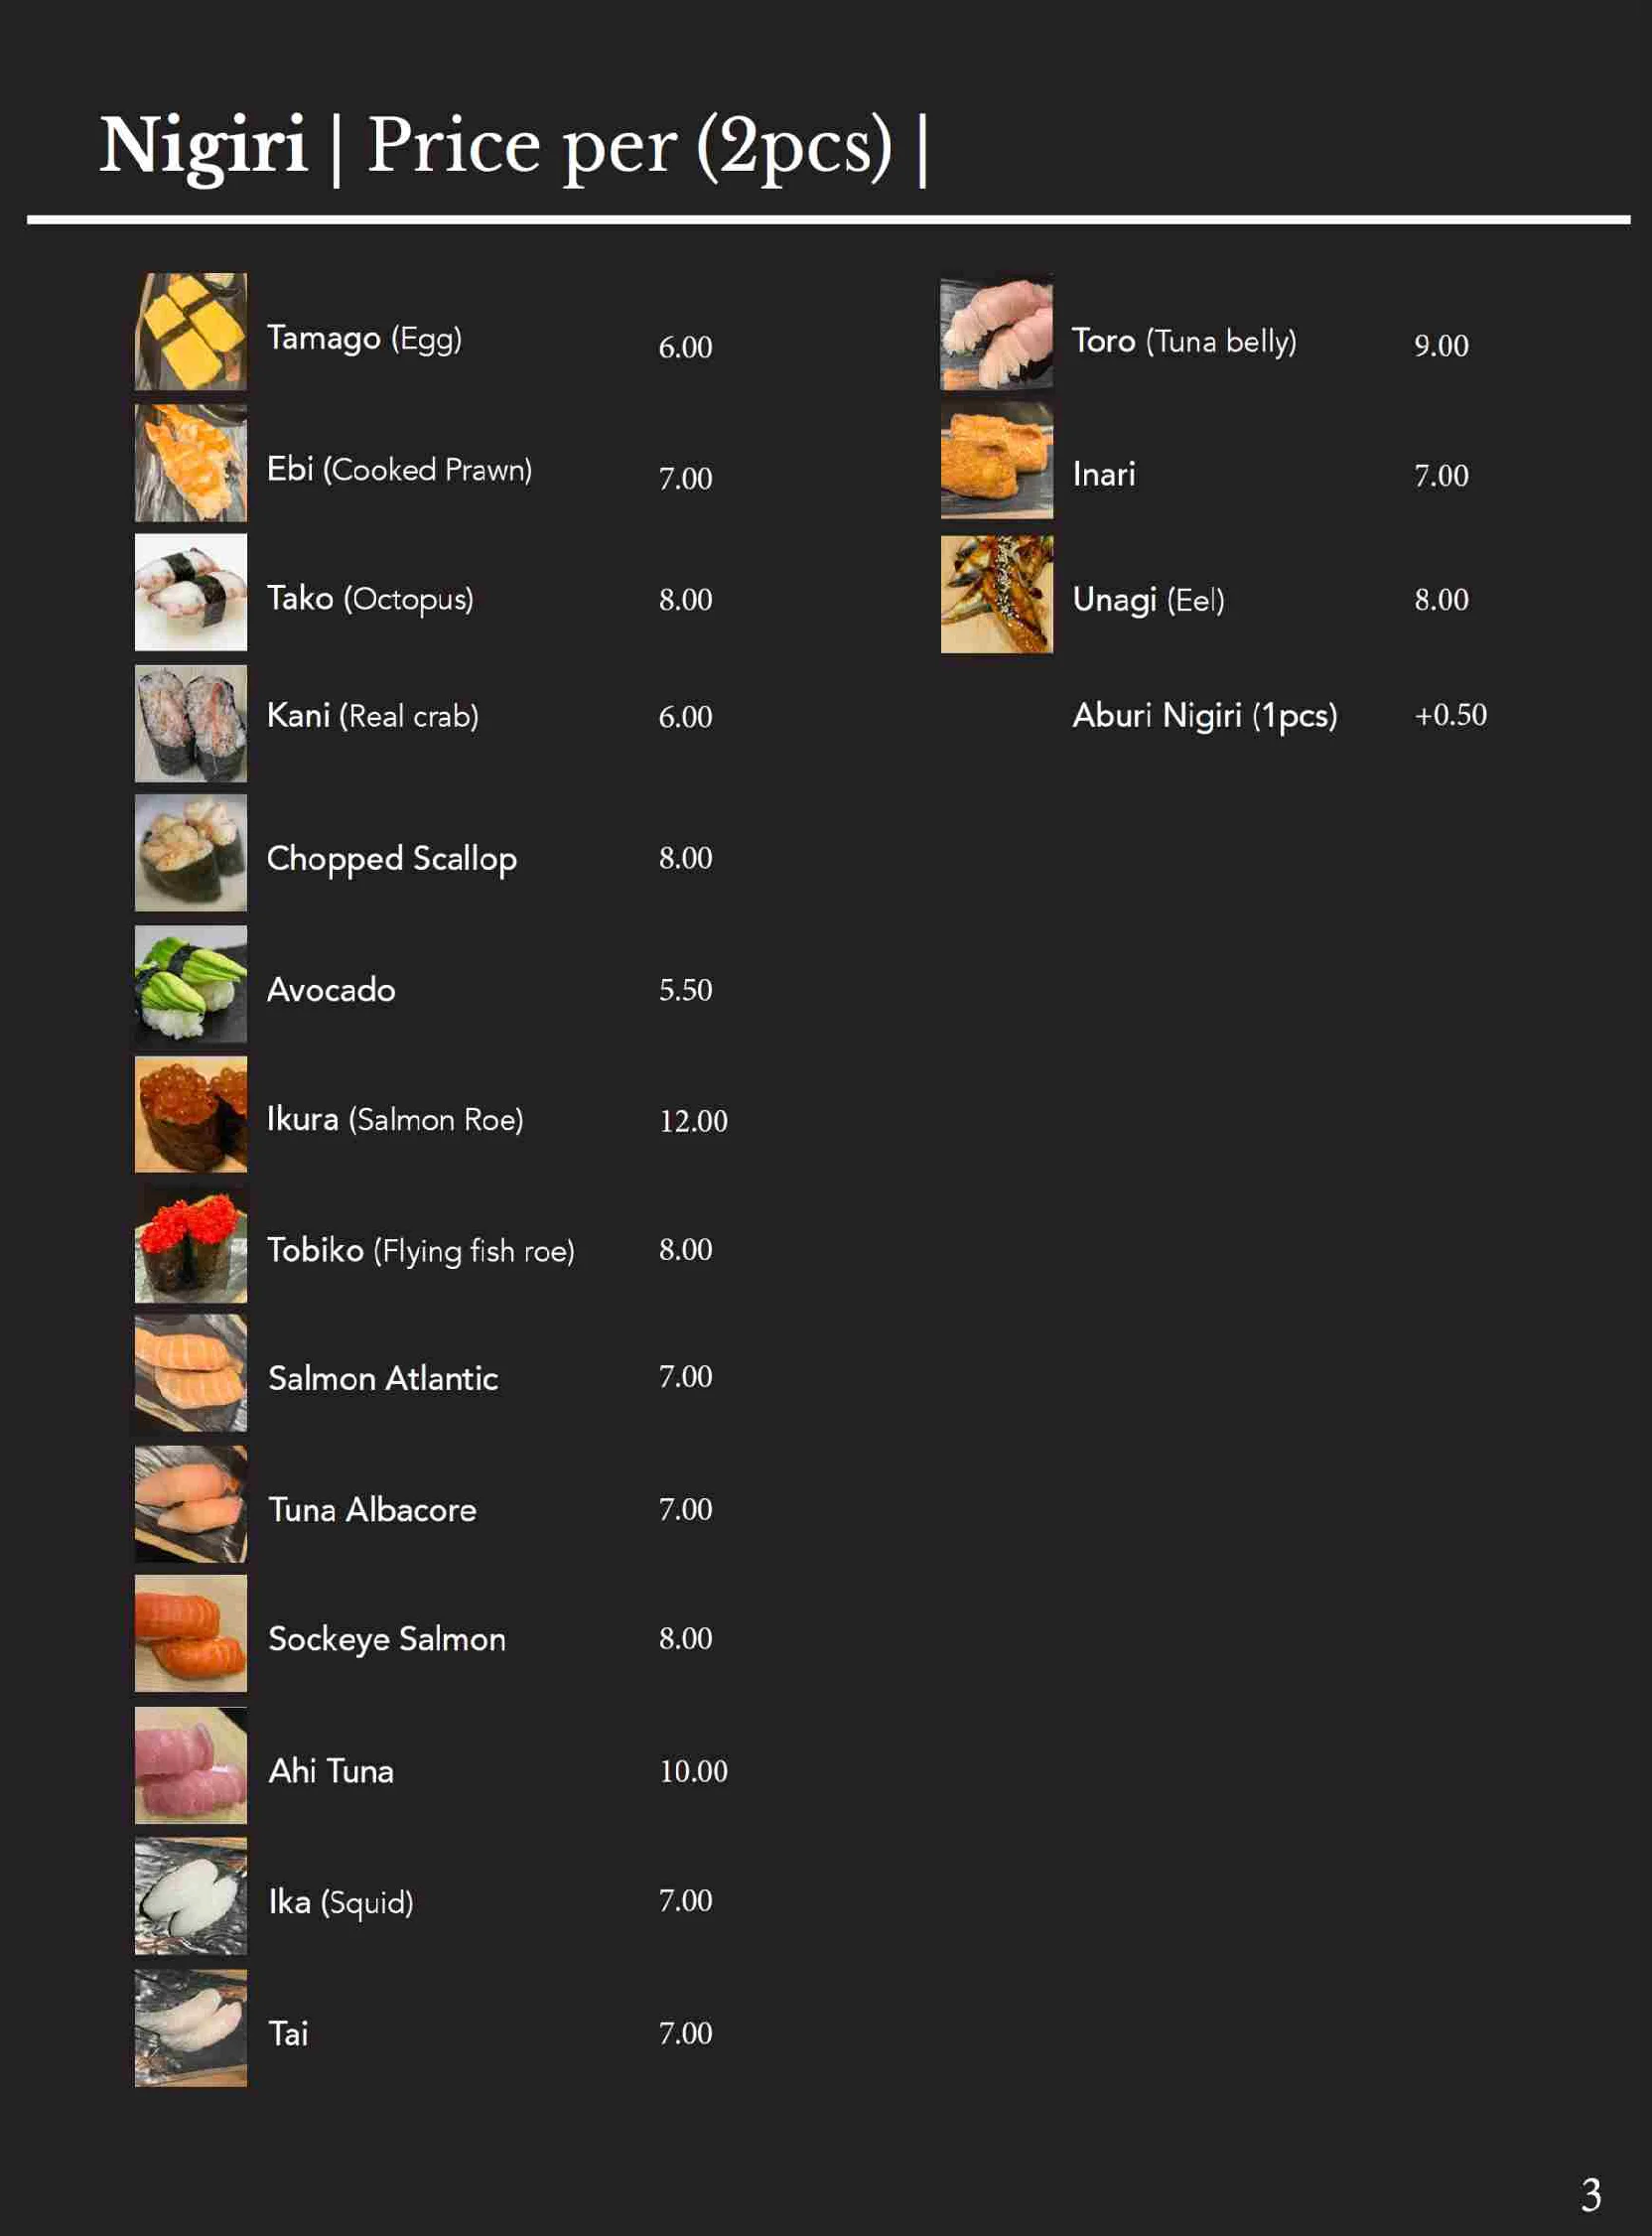 Nigiri | Price per (2pcs) |
Tamago (Egg) 6.00
Ebi (Cooked Prawn) 7.00
Tako (Octopus) 8.00
Kani (Real crab) 6.00
Chopped Scallop 8.00
Avocado 5.50
Ikura (Salmon Roe) 12.00
Tobiko (Flying fish roe) 8.00
Salmon Atlantic 7.00
Tuna Albacore 7.00
Sockeye Salmon 8.00
Ahi Tuna 10.00
Ika (Squid) 7.00
Tai 7.00
Toro (Tuna belly) 9.00
Inari 7.00
Unagi (Eel) 8.00
Aburi Nigiri (1pcs) +0.50
3